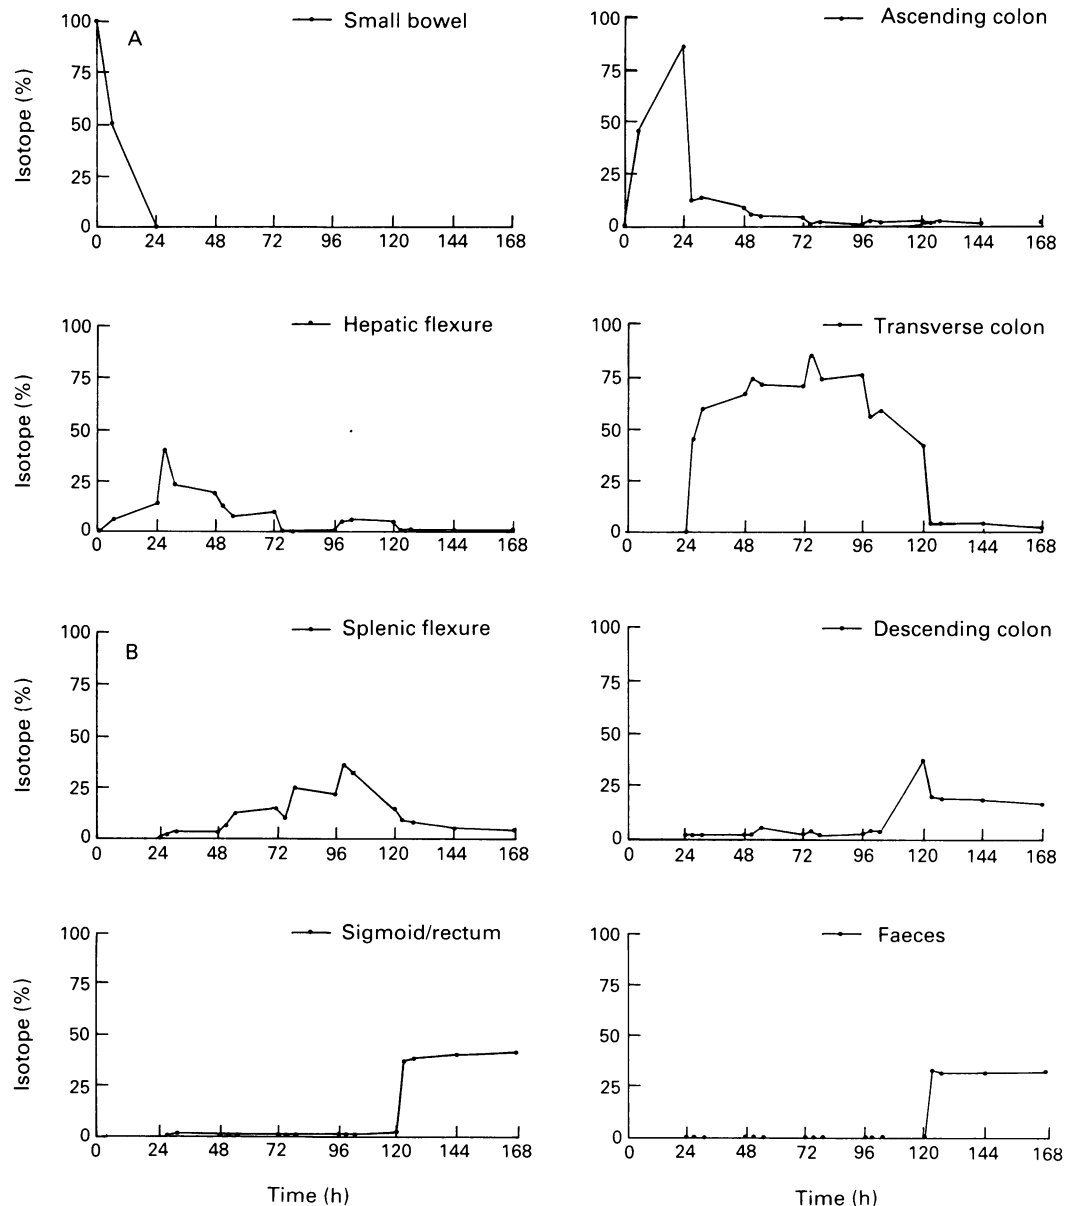 A
Small bowel
Isotope (%)
100
75
50
25
0
0 24 48 72 96 120 144 168
Ascending colon
100
75
50
25
0
0 24 48 72 96 120 144 168
Hepatic flexure
Isotope (%)
100
75
50
25
0
0 24 48 72 96 120 144 168
Transverse colon
100
75
50
25
0
0 24 48 72 96 120 144 168
B
Splenic flexure
Isotope (%)
100
75
50
25
0
0 24 48 72 96 120 144 168
Descending colon
100
75
50
25
0
0 24 48 72 96 120 144 168
Sigmoid/rectum
Isotope (%)
100
75
50
25
0
0 24 48 72 96 120 144 168
Time (h)
Faeces
100
75
50
25
0
0 24 48 72 96 120 144 168
Time (h)